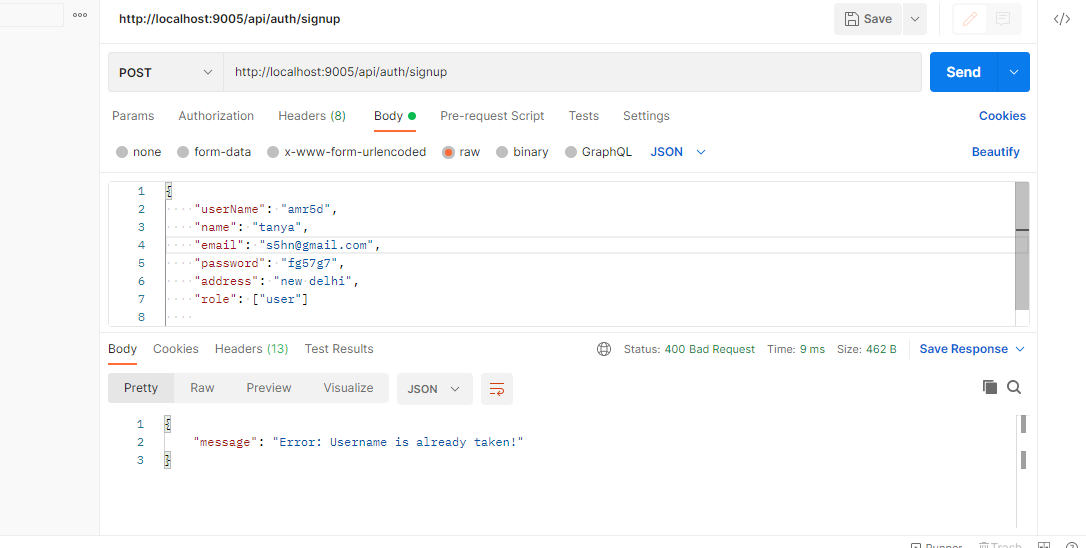 http://localhost:9005/api/auth/signup
Save
POST
http://localhost:9005/api/auth/signup
Send
Params Authorization Headers (8) Body Pre-request Script Tests Settings Cookies
none form-data x-www-form-urlencoded raw binary GraphQL JSON Beautify
1 {
2 "userName": "amr5d",
3 "name": "tanya",
4 "email": "s5hn@gmail.com",
5 "password": "fg57g7",
6 "address": "new delhi",
7 "role": ["user"]
8
Body Cookies Headers (13) Test Results Status: 400 Bad Request Time: 9 ms Size: 462 B Save Response
Pretty Raw Preview Visualize JSON
1 {
2 "message": "Error: Username is already taken!"
3 }
Runner Trash